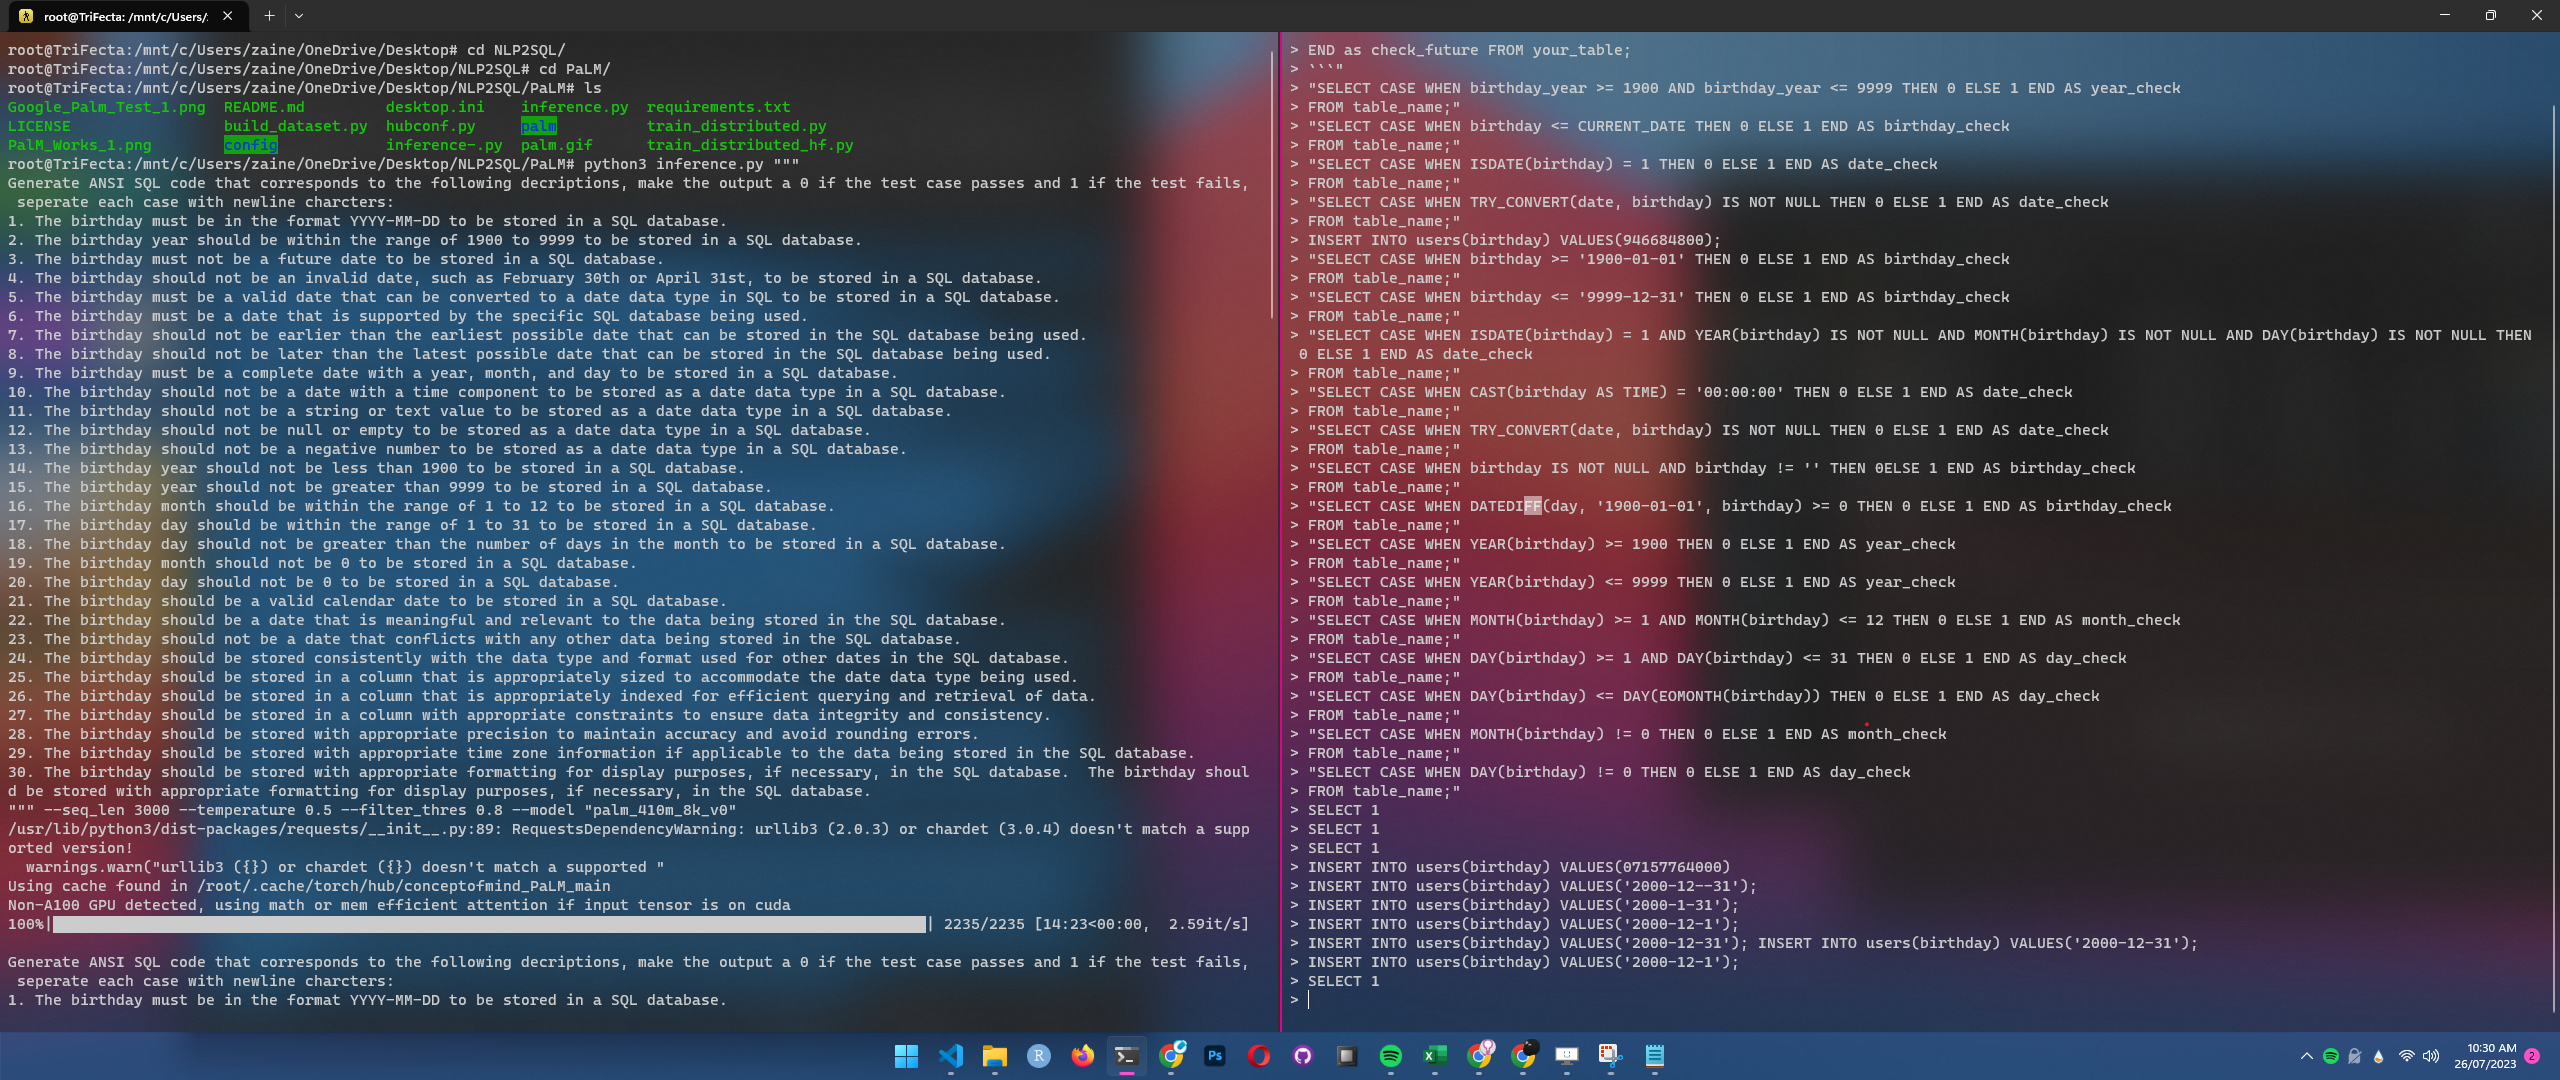 root@TriFecta: /mnt/c/Users/:
root@TriFecta:/mnt/c/Users/zaine/OneDrive/Desktop# cd NLP2SQL/
root@TriFecta:/mnt/c/Users/zaine/OneDrive/Desktop/NLP2SQL# cd PaLM/
root@TriFecta:/mnt/c/Users/zaine/OneDrive/Desktop/NLP2SQL/PaLM# ls
Google_Palm_Test_1.png  README.md         desktop.ini   inference.py  requirements.txt
LICENSE                 build_dataset.py  hubconf.py    palm          train_distributed.py
PalM_Works_1.png        config            inference-.py palm.gif      train_distributed_hf.py
root@TriFecta:/mnt/c/Users/zaine/OneDrive/Desktop/NLP2SQL/PaLM# python3 inference.py """
Generate ANSI SQL code that corresponds to the following decriptions, make the output a 0 if the test case passes and 1 if the test fails,
 seperate each case with newline charcters:
1. The birthday must be in the format YYYY-MM-DD to be stored in a SQL database.
2. The birthday year should be within the range of 1900 to 9999 to be stored in a SQL database.
3. The birthday must not be a future date to be stored in a SQL database.
4. The birthday should not be an invalid date, such as February 30th or April 31st, to be stored in a SQL database.
5. The birthday must be a valid date that can be converted to a date data type in SQL to be stored in a SQL database.
6. The birthday must be a date that is supported by the specific SQL database being used.
7. The birthday should not be earlier than the earliest possible date that can be stored in the SQL database being used.
8. The birthday should not be later than the latest possible date that can be stored in the SQL database being used.
9. The birthday must be a complete date with a year, month, and day to be stored in a SQL database.
10. The birthday should not be a date with a time component to be stored as a date data type in a SQL database.
11. The birthday should not be a string or text value to be stored as a date data type in a SQL database.
12. The birthday should not be null or empty to be stored as a date data type in a SQL database.
13. The birthday should not be a negative number to be stored as a date data type in a SQL database.
14. The birthday year should not be less than 1900 to be stored in a SQL database.
15. The birthday year should not be greater than 9999 to be stored in a SQL database.
16. The birthday month should be within the range of 1 to 12 to be stored in a SQL database.
17. The birthday day should be within the range of 1 to 31 to be stored in a SQL database.
18. The birthday day should not be greater than the number of days in the month to be stored in a SQL database.
19. The birthday month should not be 0 to be stored in a SQL database.
20. The birthday day should not be 0 to be stored in a SQL database.
21. The birthday should be a valid calendar date to be stored in a SQL database.
22. The birthday should be a date that is meaningful and relevant to the data being stored in the SQL database.
23. The birthday should not be a date that conflicts with any other data being stored in the SQL database.
24. The birthday should be stored consistently with the data type and format used for other dates in the SQL database.
25. The birthday should be stored in a column that is appropriately sized to accommodate the date data type being used.
26. The birthday should be stored in a column that is appropriately indexed for efficient querying and retrieval of data.
27. The birthday should be stored in a column with appropriate constraints to ensure data integrity and consistency.
28. The birthday should be stored with appropriate precision to maintain accuracy and avoid rounding errors.
29. The birthday should be stored with appropriate time zone information if applicable to the data being stored in the SQL database.
30. The birthday should be stored with appropriate formatting for display purposes, if necessary, in the SQL database.  The birthday shoul
d be stored with appropriate formatting for display purposes, if necessary, in the SQL database.
""" --seq_len 3000 --temperature 0.5 --filter_thres 0.8 --model "palm_410m_8k_v0"
/usr/lib/python3/dist-packages/requests/__init__.py:89: RequestsDependencyWarning: urllib3 (2.0.3) or chardet (3.0.4) doesn't match a supp
orted version!
  warnings.warn("urllib3 ({}) or chardet ({}) doesn't match a supported "
Using cache found in /root/.cache/torch/hub/conceptofmind_PaLM_main
Non-A100 GPU detected, using math or mem efficient attention if input tensor is on cuda
100%| | 2235/2235 [14:23<00:00,  2.59it/s]
Generate ANSI SQL code that corresponds to the following decriptions, make the output a 0 if the test case passes and 1 if the test fails,
 seperate each case with newline charcters:
1. The birthday must be in the format YYYY-MM-DD to be stored in a SQL database.
> END as check_future FROM your_table;
> ```"
> "SELECT CASE WHEN birthday_year >= 1900 AND birthday_year <= 9999 THEN 0 ELSE 1 END AS year_check
> FROM table_name;"
> "SELECT CASE WHEN birthday <= CURRENT_DATE THEN 0 ELSE 1 END AS birthday_check
> FROM table_name;"
> "SELECT CASE WHEN ISDATE(birthday) = 1 THEN 0 ELSE 1 END AS date_check
> FROM table_name;"
> "SELECT CASE WHEN TRY_CONVERT(date, birthday) IS NOT NULL THEN 0 ELSE 1 END AS date_check
> FROM table_name;"
> INSERT INTO users(birthday) VALUES(946684800);
> "SELECT CASE WHEN birthday >= '1900-01-01' THEN 0 ELSE 1 END AS birthday_check
> FROM table_name;"
> "SELECT CASE WHEN birthday <= '9999-12-31' THEN 0 ELSE 1 END AS birthday_check
> FROM table_name;"
> "SELECT CASE WHEN ISDATE(birthday) = 1 AND YEAR(birthday) IS NOT NULL AND MONTH(birthday) IS NOT NULL AND DAY(birthday) IS NOT NULL THEN
 0 ELSE 1 END AS date_check
> FROM table_name;"
> "SELECT CASE WHEN CAST(birthday AS TIME) = '00:00:00' THEN 0 ELSE 1 END AS date_check
> FROM table_name;"
> "SELECT CASE WHEN TRY_CONVERT(date, birthday) IS NOT NULL THEN 0 ELSE 1 END AS date_check
> FROM table_name;"
> "SELECT CASE WHEN birthday IS NOT NULL AND birthday != '' THEN 0ELSE 1 END AS birthday_check
> FROM table_name;"
> "SELECT CASE WHEN DATEDIFF(day, '1900-01-01', birthday) >= 0 THEN 0 ELSE 1 END AS birthday_check
> FROM table_name;"
> "SELECT CASE WHEN YEAR(birthday) >= 1900 THEN 0 ELSE 1 END AS year_check
> FROM table_name;"
> "SELECT CASE WHEN YEAR(birthday) <= 9999 THEN 0 ELSE 1 END AS year_check
> FROM table_name;"
> "SELECT CASE WHEN MONTH(birthday) >= 1 AND MONTH(birthday) <= 12 THEN 0 ELSE 1 END AS month_check
> FROM table_name;"
> "SELECT CASE WHEN DAY(birthday) >= 1 AND DAY(birthday) <= 31 THEN 0 ELSE 1 END AS day_check
> FROM table_name;"
> "SELECT CASE WHEN DAY(birthday) <= DAY(EOMONTH(birthday)) THEN 0 ELSE 1 END AS day_check
> FROM table_name;"
> "SELECT CASE WHEN MONTH(birthday) != 0 THEN 0 ELSE 1 END AS month_check
> FROM table_name;"
> "SELECT CASE WHEN DAY(birthday) != 0 THEN 0 ELSE 1 END AS day_check
> FROM table_name;"
> SELECT 1
> SELECT 1
> SELECT 1
> INSERT INTO users(birthday) VALUES(07157764000)
> INSERT INTO users(birthday) VALUES('2000-12--31');
> INSERT INTO users(birthday) VALUES('2000-1-31');
> INSERT INTO users(birthday) VALUES('2000-12-1');
> INSERT INTO users(birthday) VALUES('2000-12-31'); INSERT INTO users(birthday) VALUES('2000-12-31');
> INSERT INTO users(birthday) VALUES('2000-12-1');
> SELECT 1
>
R
Ps
X
10:30 AM
26/07/2023
2